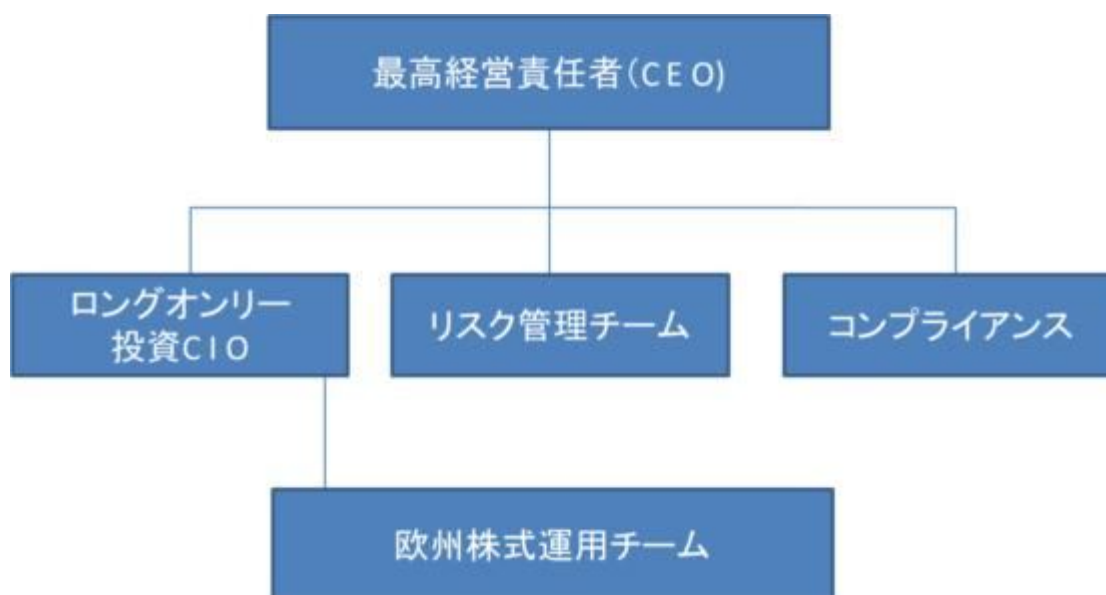 最高経営責任者(CEO)
ロングオンリー
投資CIO
リスク管理チーム
コンプライアンス
欧州株式運用チーム